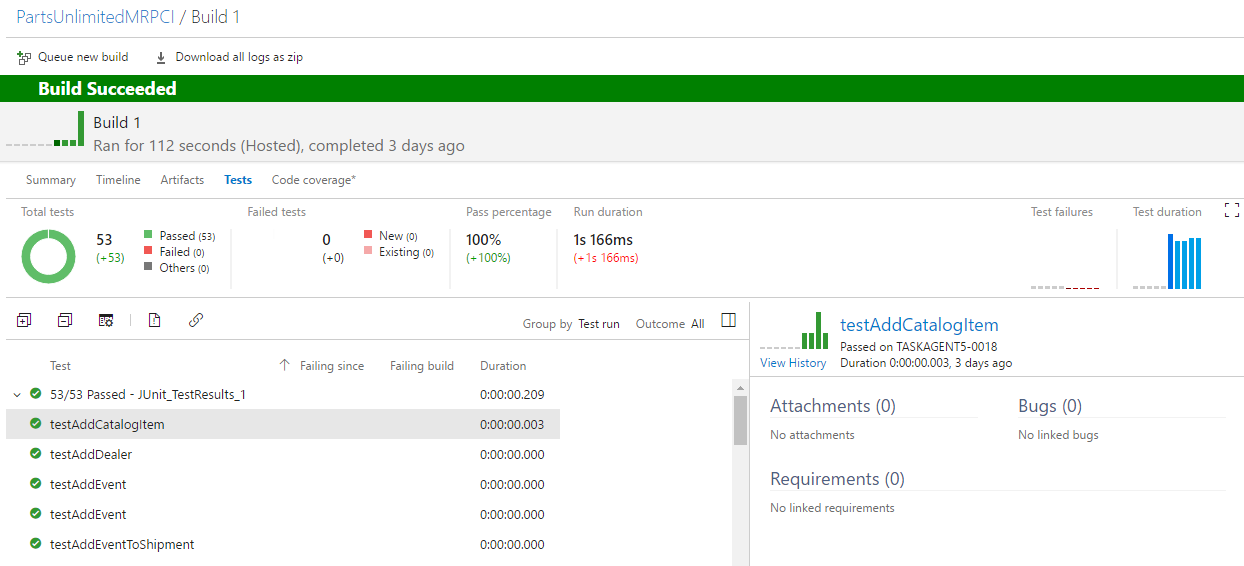 PartsUnlimitedMRPCI / Build 1
Queue new build Download all logs as zip
Build Succeeded
Build 1
Ran for 112 seconds (Hosted), completed 3 days ago
Summary Timeline Artifacts Tests Code coverage*
Total tests Failed tests Pass percentage Run duration Test failures Test duration
53 Passed (53) 0 New (0) 100% 1s 166ms
(+53) Failed (0) (+0) Existing (0) (+100%) (+1s 166ms)
Others (0)
Group by Test run Outcome All
Test Failing since Failing build Duration
53/53 Passed - JUnit_TestResults_1 0:00:00.209
testAddCatalogItem 0:00:00.003
testAddDealer 0:00:00.000
testAddEvent 0:00:00.000
testAddEvent 0:00:00.000
testAddEventToShipment 0:00:00.000
testAddCatalogItem
Passed on TASKAGENT5-0018
View History Duration 0:00:00.003, 3 days ago
Attachments (0) Bugs (0)
No attachments No linked bugs
Requirements (0)
No linked requirements